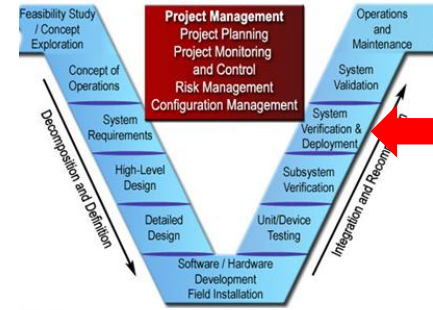 Feasibility Study
/ Concept
Exploration
Concept of
Operations
System
Requirements
High-Level
Design
Detailed
Design
Software / Hardware
Development
Field Installation
Unit/Device
Testing
Subsystem
Verification
System
Verification &
Deployment
System
Validation
Operations
and
Maintenance
Project Management
Project Planning
Project Monitoring
and Control
Risk Management
Configuration Management
Decomposition and Definition
Integration and